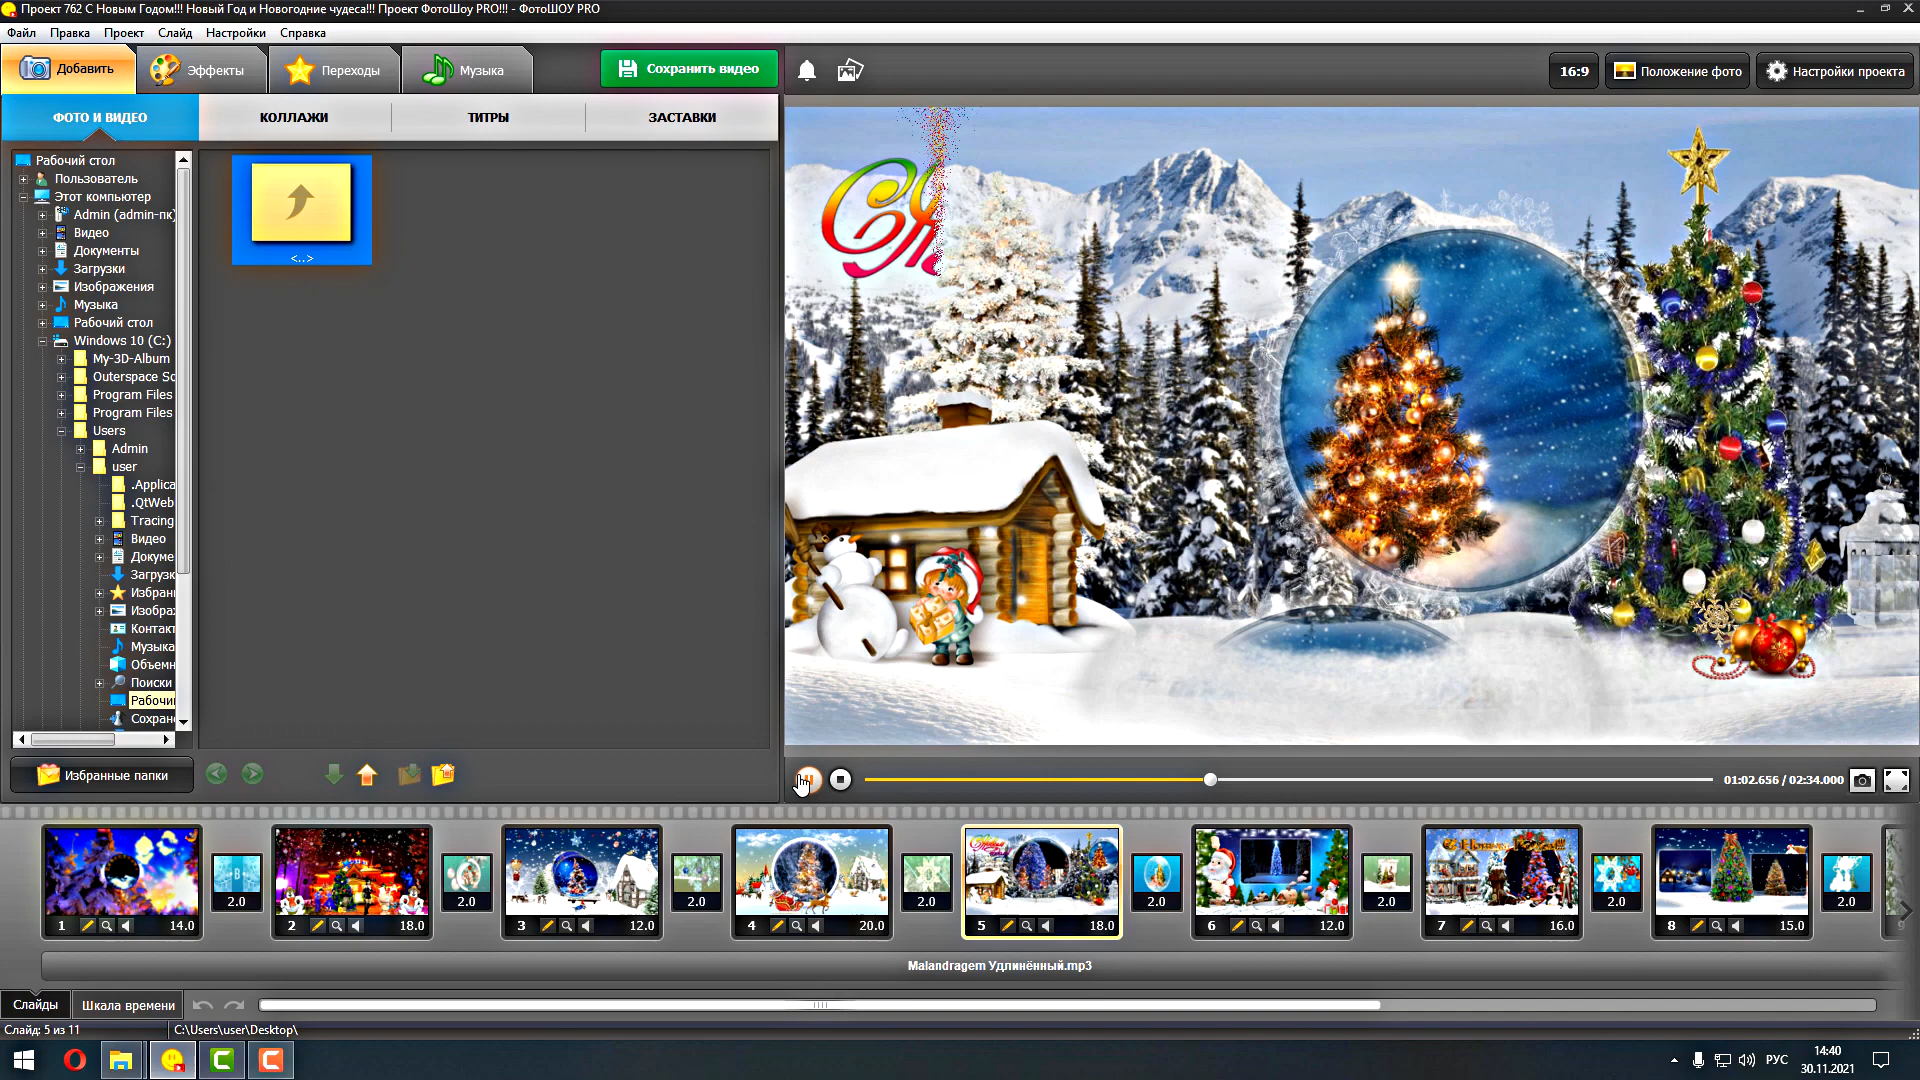 Проект 762 С Новым Годом!!! Новый Год и Новогодние чудеса!!! Проект ФотоШоу PRO!!! - ФотоШОУ PRO
Файл Правка Проект Слайд Настройки Справка
Добавить Эффекты Переходы Музыка Сохранить видео 16:9 Положение фото Настройки проекта
ФОТО И ВИДЕО КОЛЛАЖИ ТИТРЫ ЗАСТАВКИ
Рабочий стол
Пользователь
Этот компьютер
Admin (admin-пк)
Видео
Документы
Загрузки
Изображения
Музыка
Рабочий стол
Windows 10 (C:)
My-3D-Album
Outerspace Sc
Program Files
Program Files
Users
Admin
user
.Applica
.QtWeb
Tracing
Видео
Докуме
Загрузк
Избран
Изобра
Контакт
Музыка
Объемн
Поиски
Рабочи
Сохран
<..>
Избранные папки
01:02.656 / 02:34.000
2.0 2.0 2.0 2.0 2.0 2.0 2.0 2.0
1 14.0 2 18.0 3 12.0 4 20.0 5 18.0 6 12.0 7 16.0 8 15.0 9
Malandragem Удлинённый.mp3
Слайды Шкала времени
Слайд: 5 из 11 C:\Users\user\Desktop\
РУС
14:40
30.11.2021